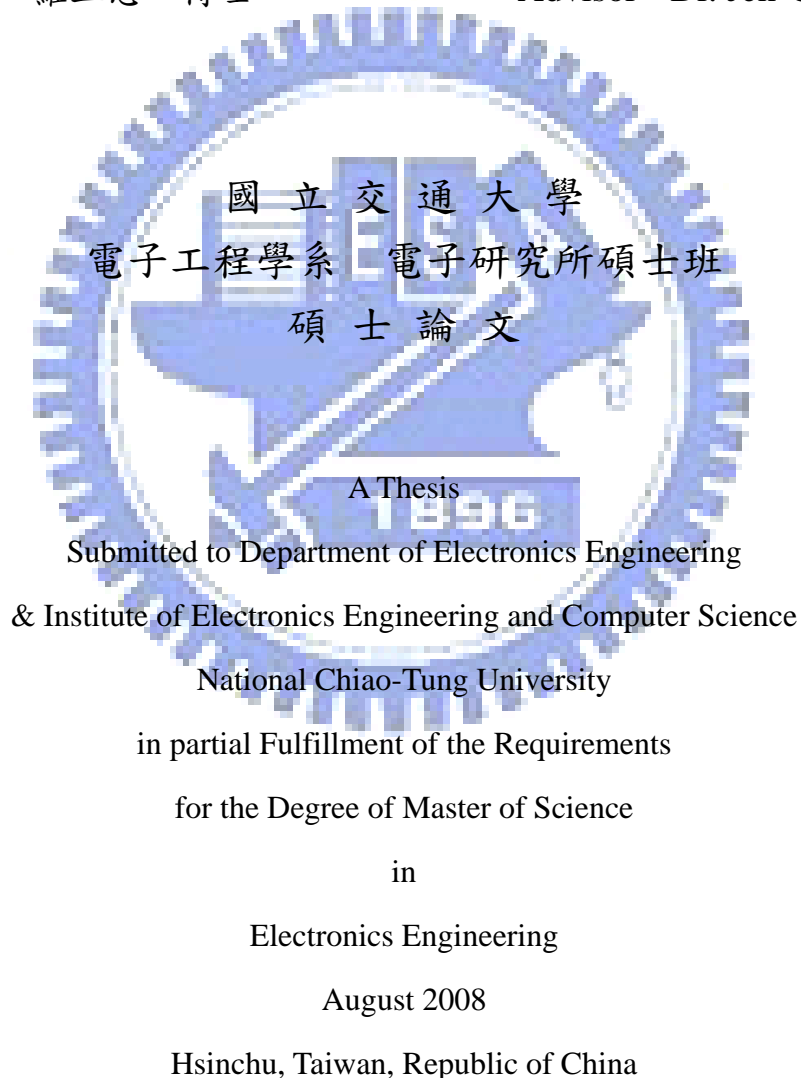 Advisor
國 立 交 通 大 學
電子工程學系 電子研究所碩士班
碩 士 論 文
ES
A Thesis
1896
Submitted to Department of Electronics Engineering
& Institute of Electronics Engineering and Computer Science
National Chiao-Tung University
in partial Fulfillment of the Requirements
for the Degree of Master of Science
in
Electronics Engineering
August 2008
Hsinchu, Taiwan, Republic of China